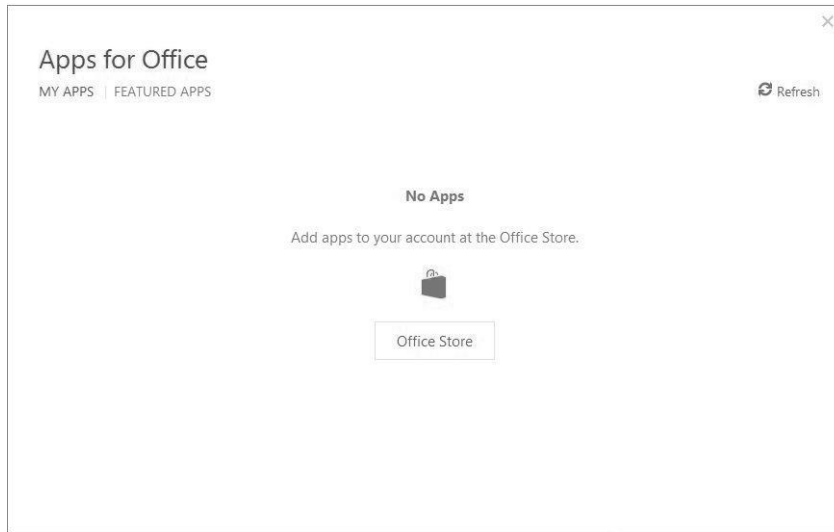 Apps for Office
MY APPS | FEATURED APPS
Refresh
No Apps
Add apps to your account at the Office Store.
Office Store